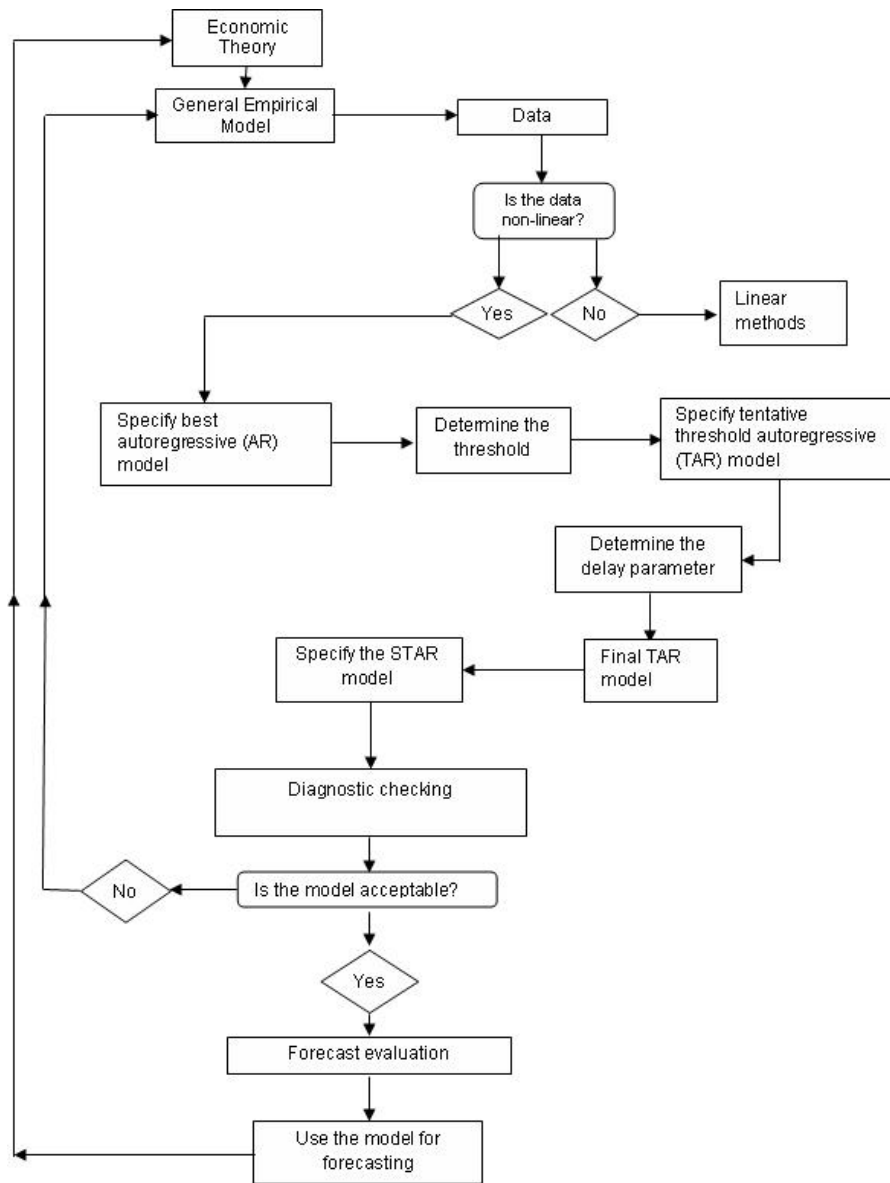 Economic
Theory
General Empirical
Model
Data
Is the data
non-linear?
Yes
No
Linear
methods
Specify best
autoregressive (AR)
model
Determine the
threshold
Specify tentative
threshold autoregressive
(TAR) model
Determine the
delay parameter
Specify the STAR
model
Final TAR
model
Diagnostic checking
Is the model acceptable?
No
Yes
Forecast evaluation
Use the model for
forecasting